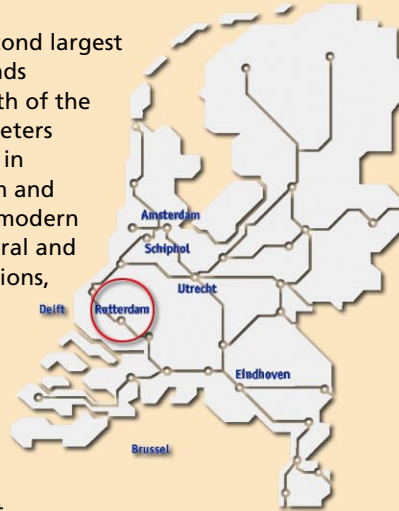 ond largest
nds
th of the
eters
in
n and
modern
ral and
ions,
Amsterdam
Schiphol
Utrecht
Delft
Rotterdam
Eindhoven
Brussel